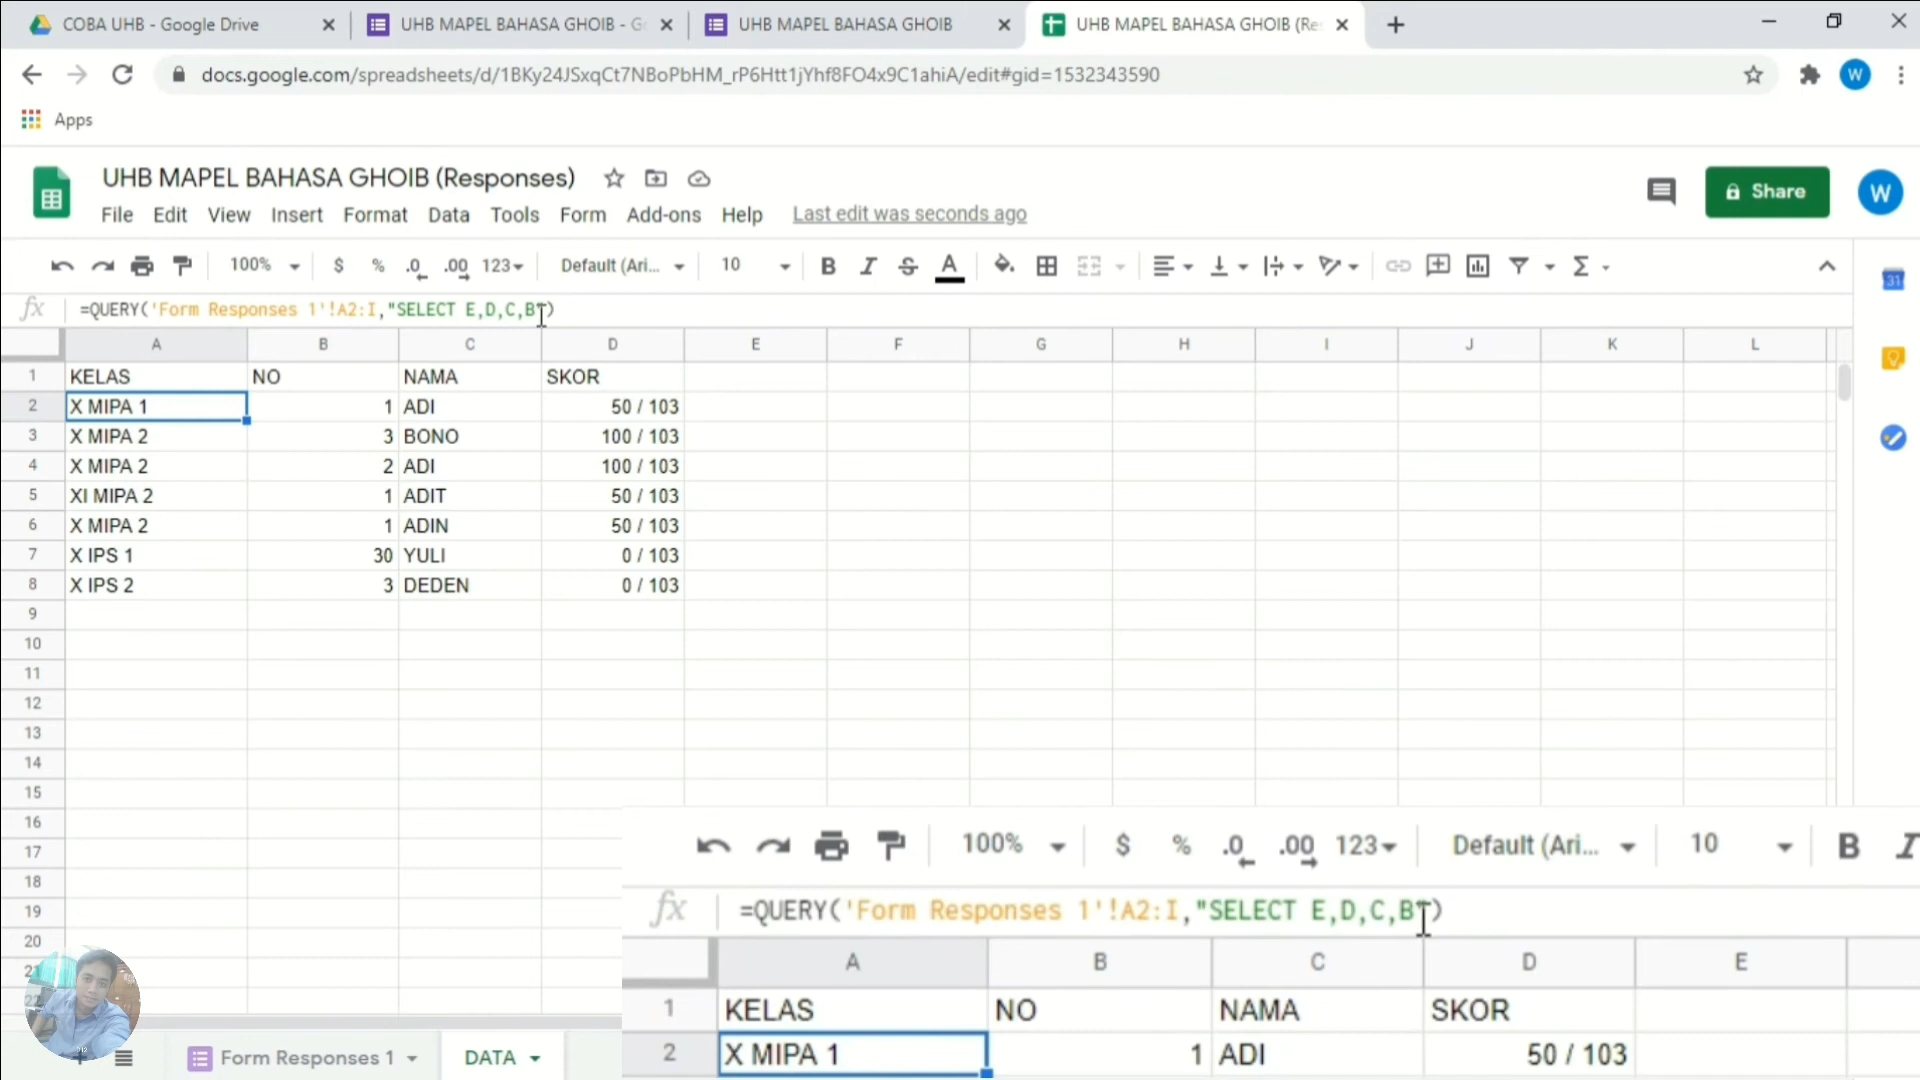 COBA UHB - Google Drive
UHB MAPEL BAHASA GHOIB - G
UHB MAPEL BAHASA GHOIB
UHB MAPEL BAHASA GHOIB (Re
docs.google.com/spreadsheets/d/1BKy24JSxqCt7NBoPbHM_rP6Htt1jYhf8FO4x9C1ahiA/edit#gid=1532343590
W
Apps
UHB MAPEL BAHASA GHOIB (Responses)
File Edit View Insert Format Data Tools Form Add-ons Help Last edit was seconds ago
Share
W
100% $ % .0 .00 123 Default (Ari... 10 B I S A Σ
31
fx =QUERY('Form Responses 1'!A2:I,"SELECT E,D,C,B")
A B C D E F G H I J K L
1 KELAS NO NAMA SKOR
2 X MIPA 1 1 ADI 50 / 103
3 X MIPA 2 3 BONO 100 / 103
4 X MIPA 2 2 ADI 100 / 103
5 XI MIPA 2 1 ADIT 50 / 103
6 X MIPA 2 1 ADIN 50 / 103
7 X IPS 1 30 YULI 0 / 103
8 X IPS 2 3 DEDEN 0 / 103
9
10
11
12
13
14
15
16
17
18
19
20
100% $ % .0 .00 123 Default (Ari... 10 B I
fx =QUERY('Form Responses 1'!A2:I,"SELECT E,D,C,B")
A B C D E
1 KELAS NO NAMA SKOR
2 X MIPA 1 1 ADI 50 / 103
Form Responses 1 DATA